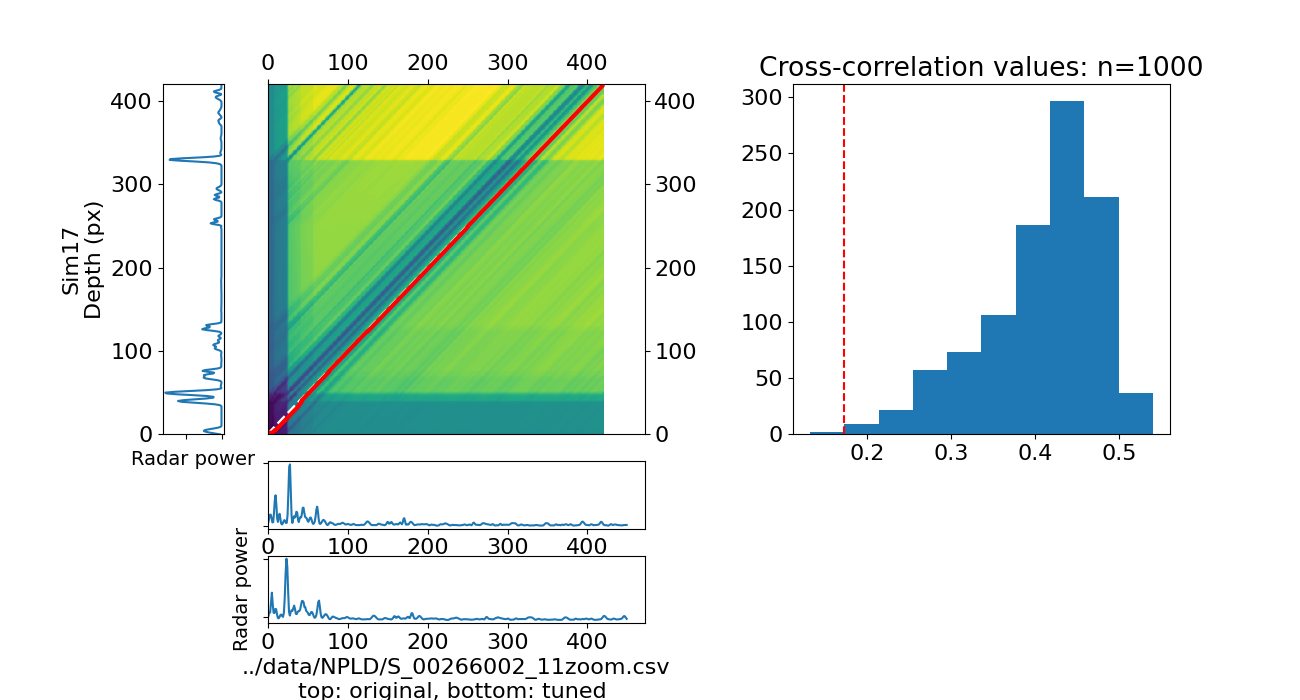 Cross-correlation values: n=1000
0 100 200 300 400
400
300
200
100
0
Sim17
Depth (px)
Radar power
400
300
200
100
0
300
250
200
150
100
50
0
0.2 0.3 0.4 0.5
0 100 200 300 400
Radar power
0 100 200 300 400
../data/NPLD/S_00266002_11zoom.csv
top: original, bottom: tuned